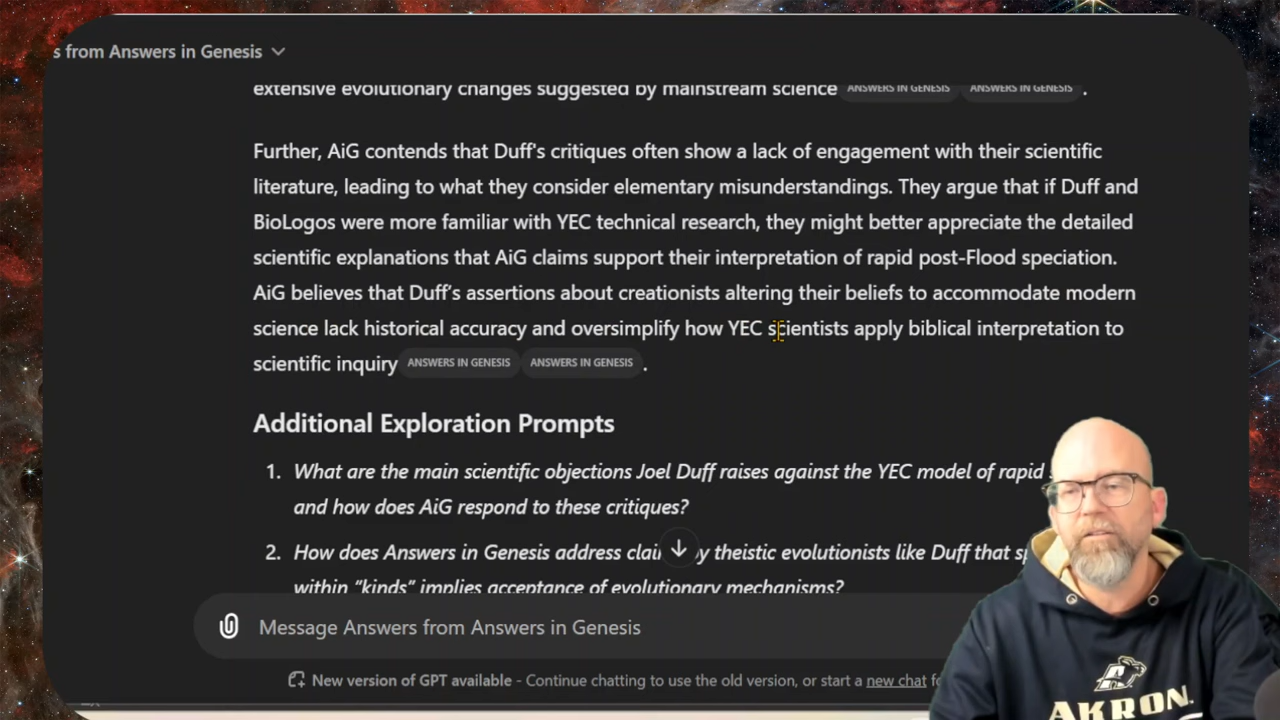 s from Answers in Genesis
extensive evolutionary changes suggested by mainstream science ANSWERS IN GENESIS ANSWERS IN GENESIS .
Further, AiG contends that Duff's critiques often show a lack of engagement with their scientific
literature, leading to what they consider elementary misunderstandings. They argue that if Duff and
BioLogos were more familiar with YEC technical research, they might better appreciate the detailed
scientific explanations that AiG claims support their interpretation of rapid post-Flood speciation.
AiG believes that Duff’s assertions about creationists altering their beliefs to accommodate modern
science lack historical accuracy and oversimplify how YEC scientists apply biblical interpretation to
scientific inquiry ANSWERS IN GENESIS ANSWERS IN GENESIS .
Additional Exploration Prompts
1. What are the main scientific objections Joel Duff raises against the YEC model of rapid
and how does AiG respond to these critiques?
2. How does Answers in Genesis address theistic evolutionists like Duff that
within “kinds” implies acceptance of evolutionary mechanisms?
Message Answers from Answers in Genesis
New version of GPT available - Continue chatting to use the old version, or start a new chat
AKRON